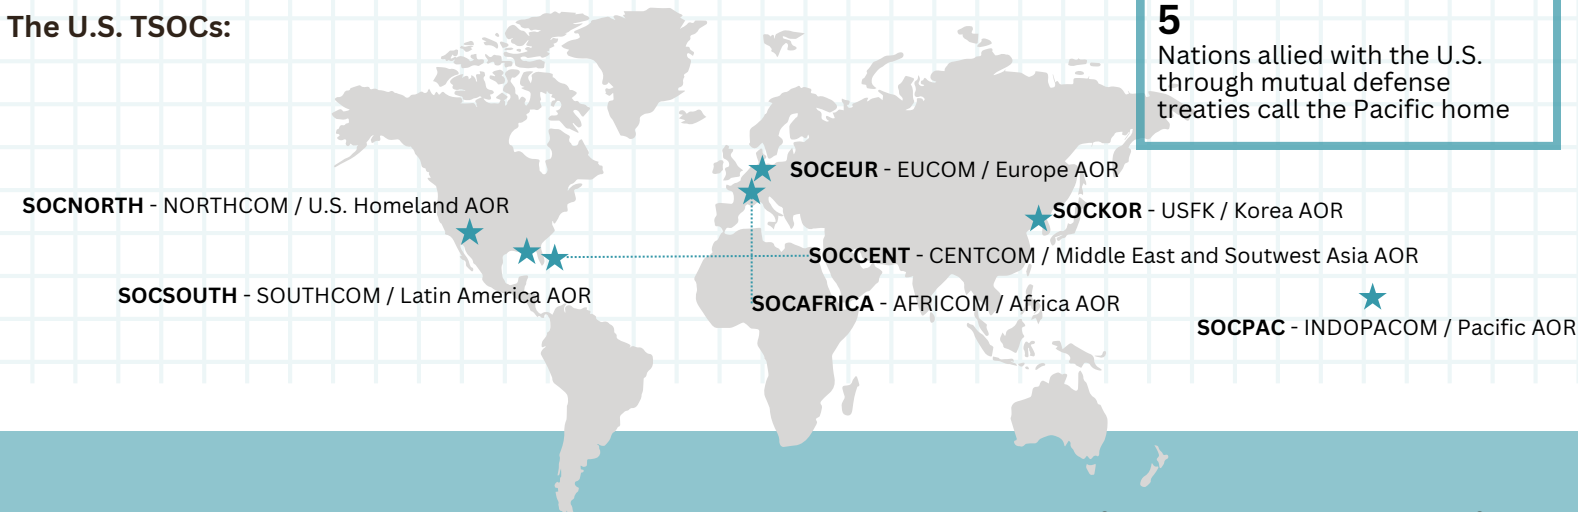 The U.S. TSOCs:
5
Nations allied with the U.S.
through mutual defense
treaties call the Pacific home
SOCEUR - EUCOM / Europe AOR
SOCNORTH - NORTHCOM / U.S. Homeland AOR
SOCKOR - USFK / Korea AOR
SOCCENT - CENTCOM / Middle East and Soutwest Asia AOR
SOCSOUTH - SOUTHCOM / Latin America AOR
SOCAFRICA - AFRICOM / Africa AOR
SOCPAC - INDOPACOM / Pacific AOR